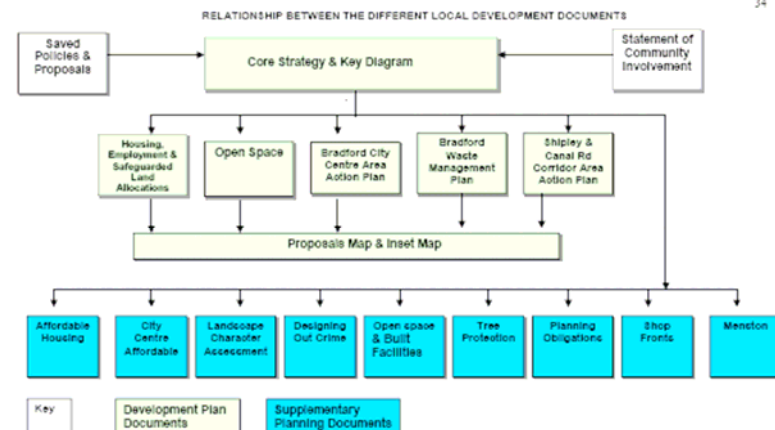 34
RELATIONSHIP BETWEEN THE DIFFERENT LOCAL DEVELOPMENT DOCUMENTS
Saved
Policies &
Proposals
Core Strategy & Key Diagram
Statement of
Community
Involvement
Housing,
Employment &
Safeguarded
Land
Allocations
Open Space
Bradford City
Centre Area
Action Plan
Bradford
Waste
Management
Plan
Shipley &
Canal Rd
Corridor Area
Action Plan
Proposals Map & Inset Map
Affordable
Housing
City
Centre
Affordable
Landscape
Character
Assessment
Designing
Out Crime
Open space
& Built
Facilities
Tree
Protection
Planning
Obligations
Shop
Fronts
Menston
Key
Development Plan
Documents
Supplementary
Planning Documents